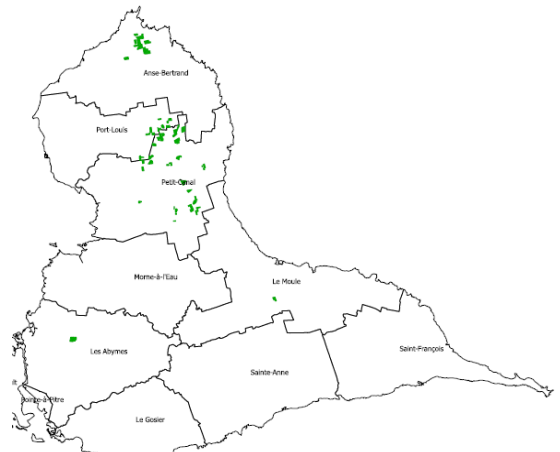 Anse-Bertrand
Port-Louis
Petit-Canal
Morne-à-l'Eau
Le Moule
Les Abymes
Saint-François
Sainte-Anne
Pointe-à-Pitre
Le Gosier